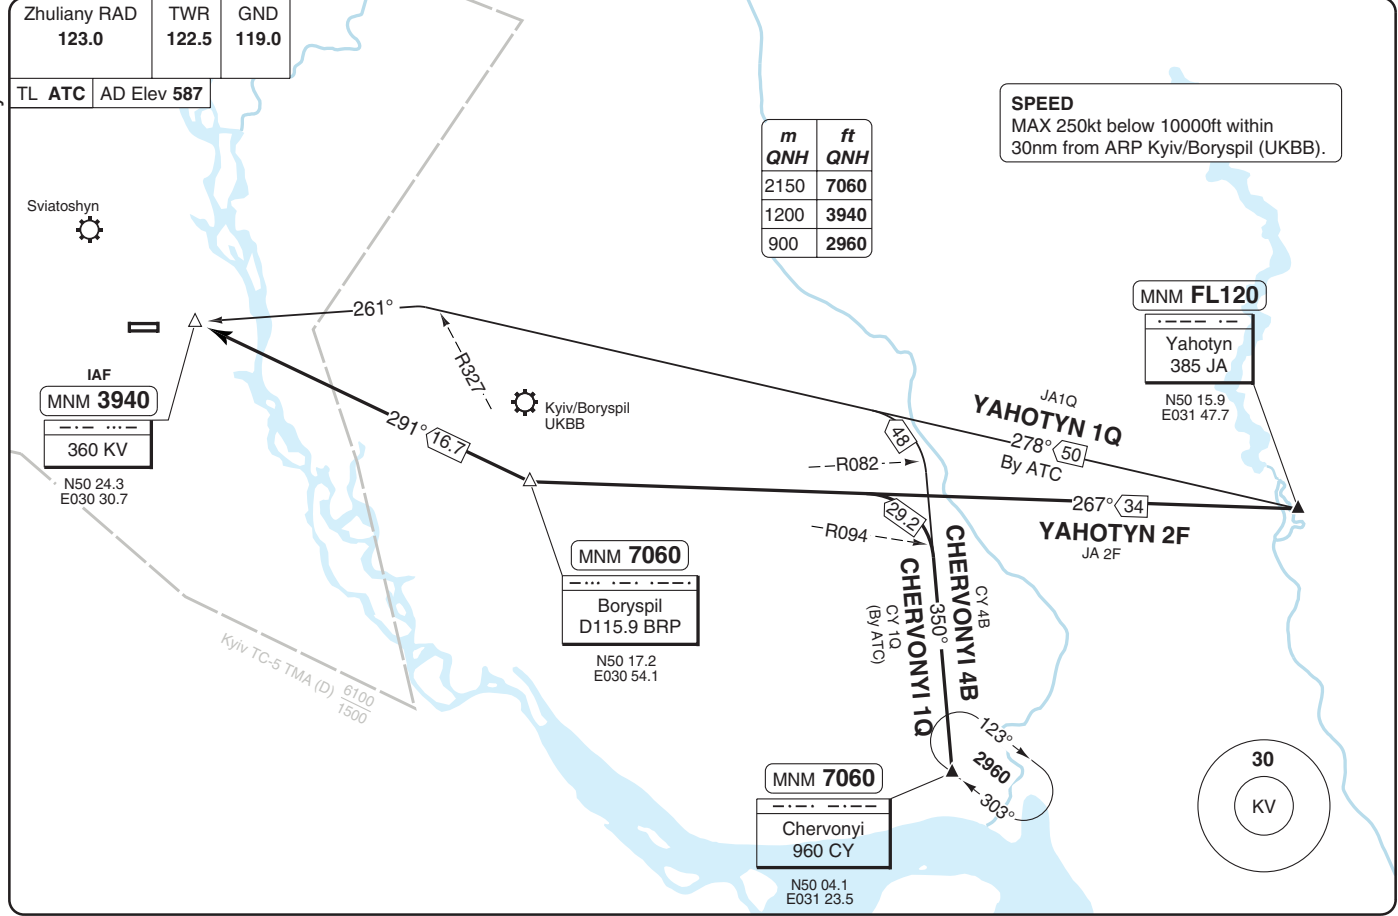 Zhuliany RAD
123.0
TWR
122.5
GND
119.0
TL ATC
AD Elev 587
SPEED
MAX 250kt below 10000ft within
30nm from ARP Kyiv/Boryspil (UKBB).
m ft
QNH QNH
2150 7060
1200 3940
900 2960
Sviatoshyn
MNM FL120
Yahotyn
385 JA
N50 15.9
E031 47.7
261°
R327
IAF
MNM 3940
360 KV
N50 24.3
E030 30.7
Kyiv/Boryspil
UKBB
291° 16.7
JA1Q
YAHOTYN 1Q
278° 50
By ATC
48
R082
267° 34
YAHOTYN 2F
JA 2F
29.2
R094
MNM 7060
Boryspil
D115.9 BRP
N50 17.2
E030 54.1
CY 4B
CHERVONYI 4B
350°
CHERVONYI 1Q
CY 1Q
(By ATC)
Kyiv TC-5 TMA (D) 6100
1500
123°
2960
303°
MNM 7060
Chervonyi
960 CY
N50 04.1
E031 23.5
30
KV